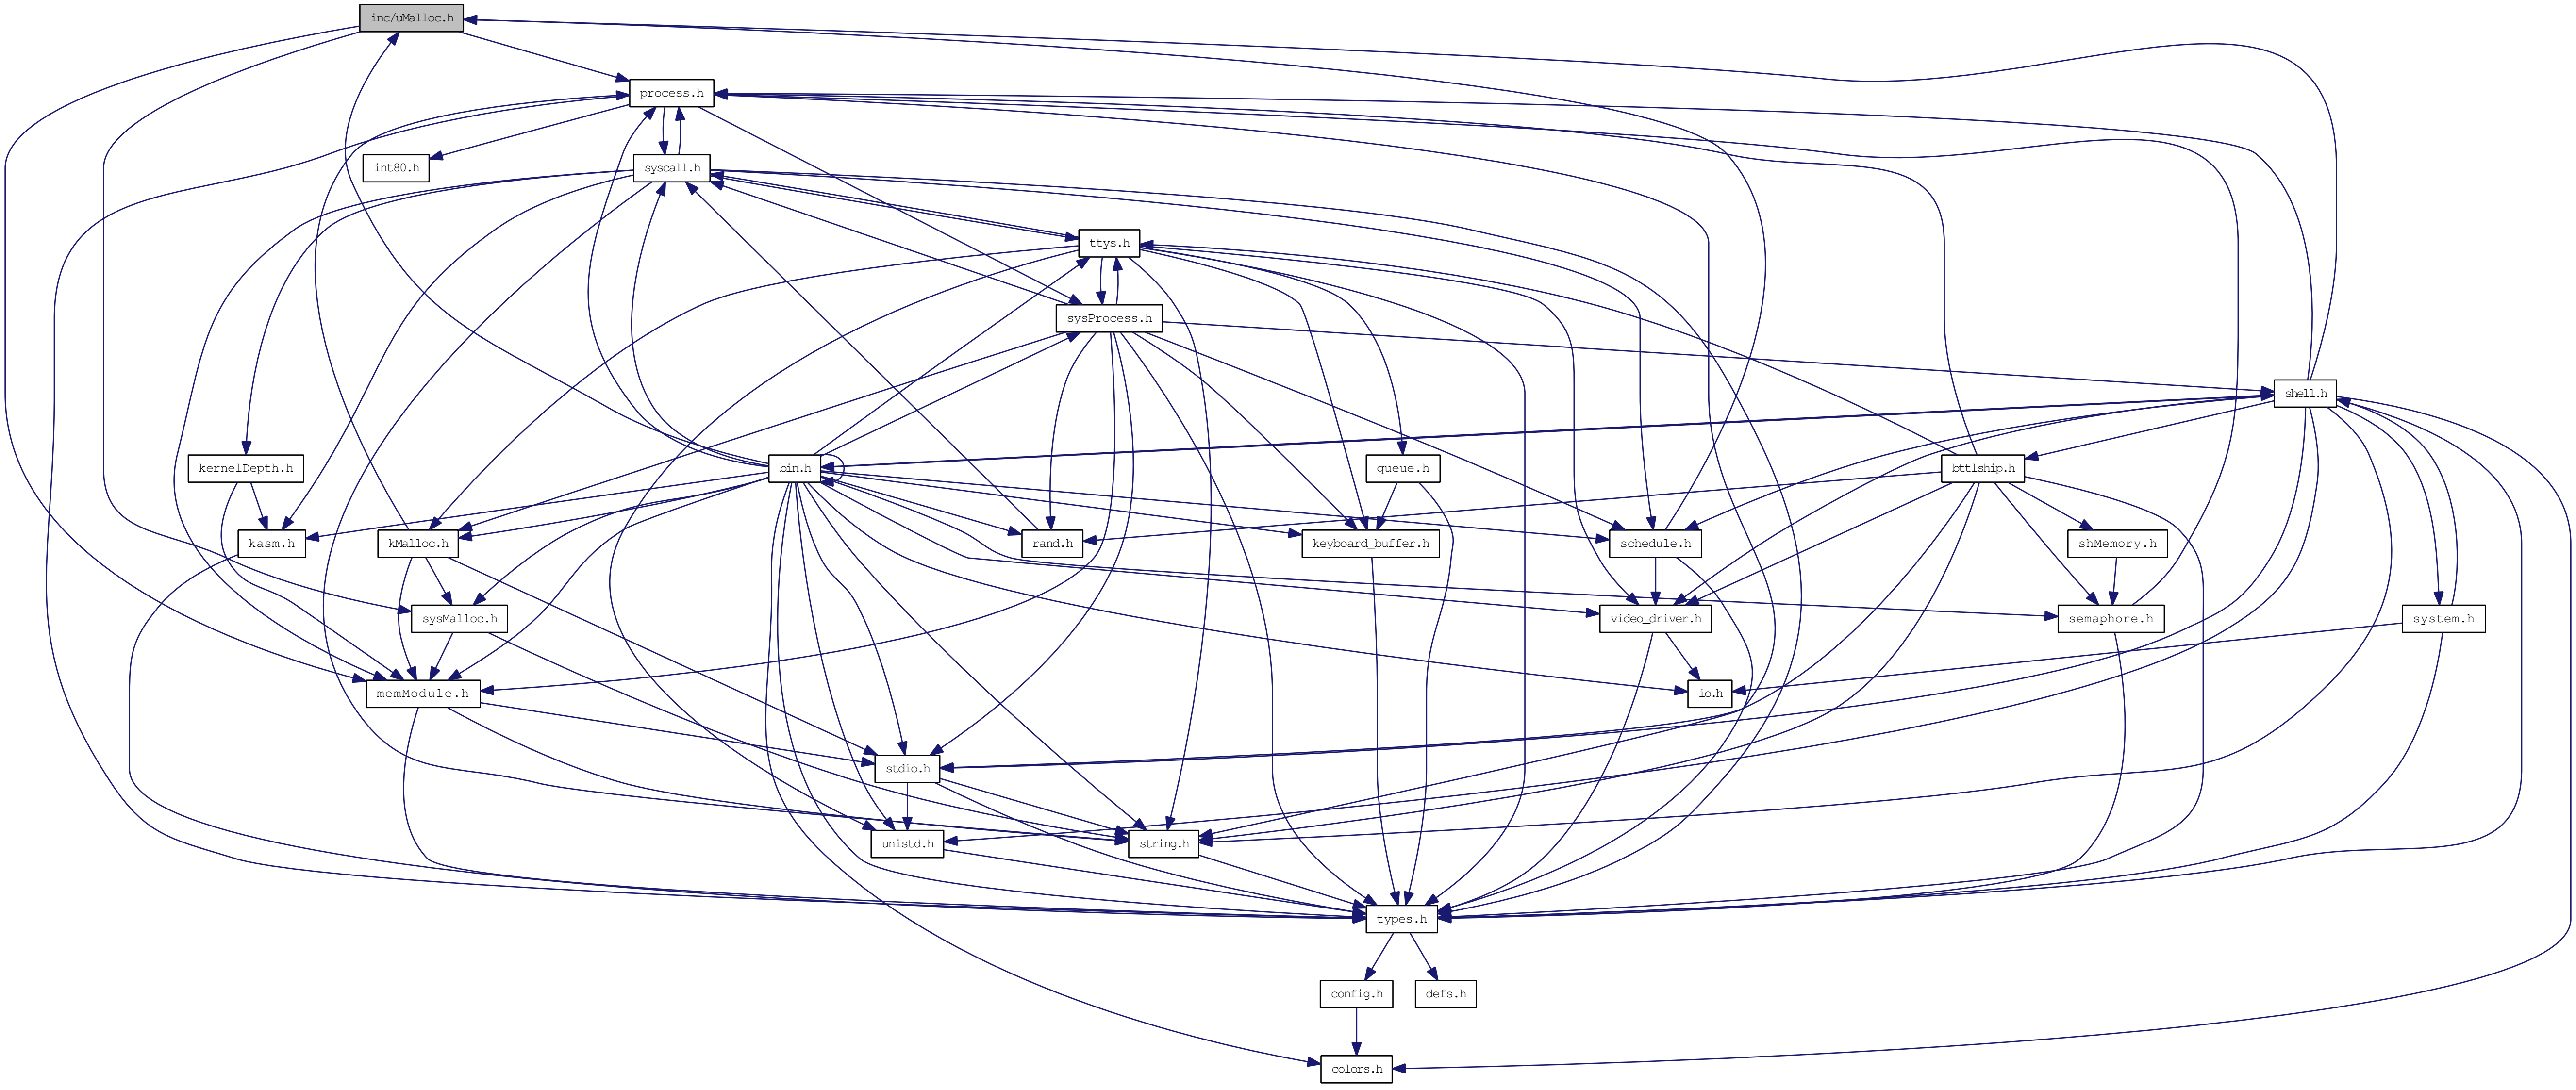 inc/uMalloc.h
process.h
int80.h
syscall.h
ttys.h
sysProcess.h
shell.h
kernelDepth.h
bin.h
queue.h
bttlship.h
kasm.h
kMalloc.h
rand.h
keyboard_buffer.h
schedule.h
shMemory.h
sysMalloc.h
video_driver.h
semaphore.h
system.h
memModule.h
io.h
stdio.h
unistd.h
string.h
types.h
config.h
defs.h
colors.h